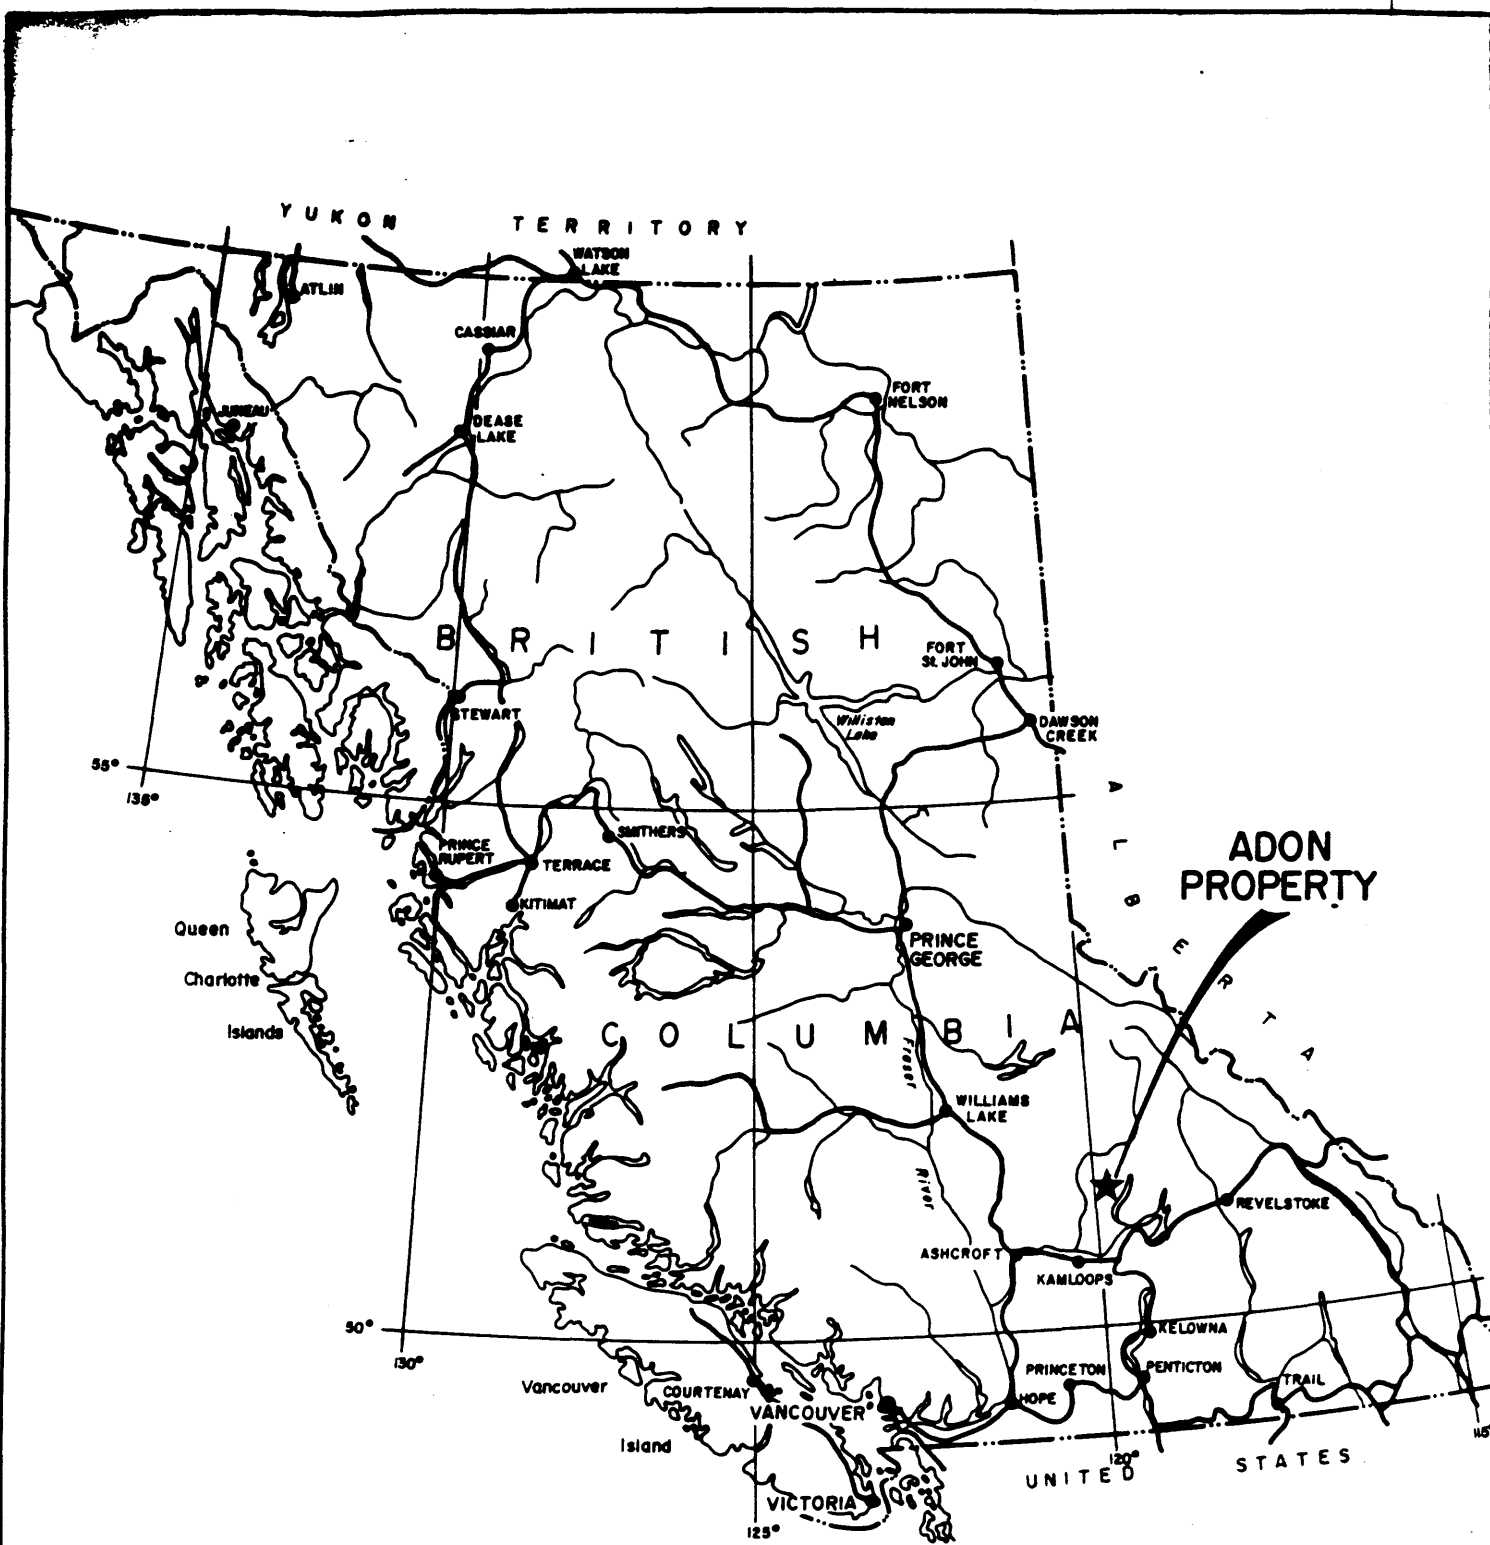 YUKON TERRITORY
WATSON
LAKE
ATLIN
CASSIAR
FORT
NELSON
JUNEAU
DEASE
LAKE
BRITISH
FORT
St. JOHN
STEWART
Williston
Lake
DAWSON
CREEK
55°
135°
ALBERTA
ADON
PROPERTY
PRINCE
RUPERT
SMITHERS
TERRACE
KITIMAT
Queen
Charlotte
Islands
PRINCE
GEORGE
COLUMBIA
Fraser
River
WILLIAMS
LAKE
REVELSTOKE
ASHCROFT
KAMLOOPS
50°
130°
KELOWNA
PRINCETON
PENTICTON
Vancouver
Island
COURTENAY
VANCOUVER
HOPE
TRAIL
115°
120°
UNITED STATES
VICTORIA
125°